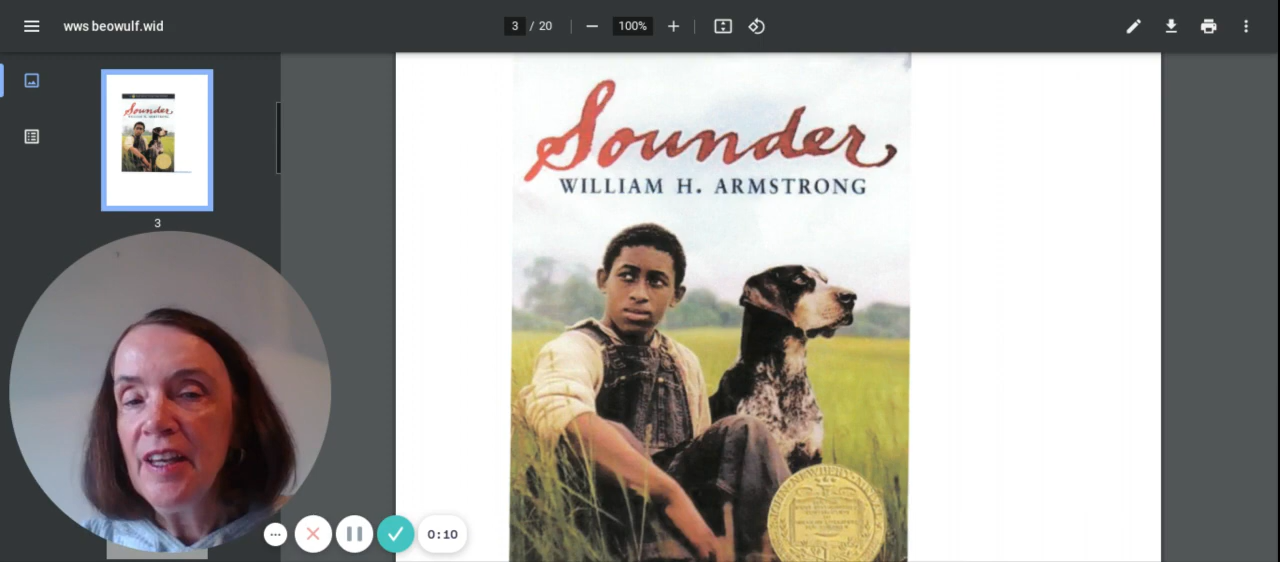 wws beowulf.wid
3 / 20
100%
Sounder
WILLIAM H. ARMSTRONG
3
0:10